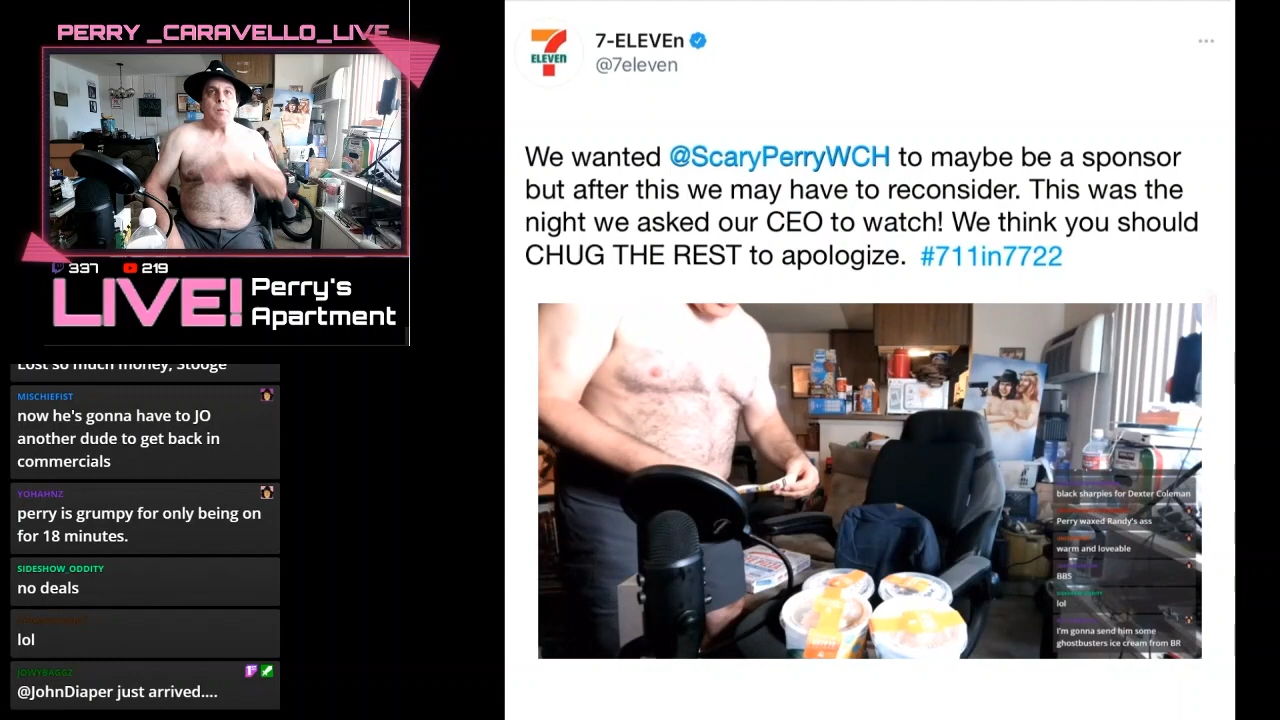 PERRY _CARAVELLO_LIVE
337
219
LIVE!
Perry's
Apartment
Lost so much money, Stooge
MISCHIEFIST
now he's gonna have to JO
another dude to get back in
commercials
YOHAHNZ
perry is grumpy for only being on
for 18 minutes.
SIDESHOW_ODDITY
no deals
lol
JOWYBAGGZ
@JohnDiaper just arrived....
7
ELEVEN
7-ELEVEn
@7eleven
We wanted @ScaryPerryWCH to maybe be a sponsor
but after this we may have to reconsider. This was the
night we asked our CEO to watch! We think you should
CHUG THE REST to apologize. #711in7722
black sharpies for Dexter Coleman
Perry waxed Randy's ass
warm and loveable
BB5
lol
I'm gonna send him some
ghostbusters ice cream from BR